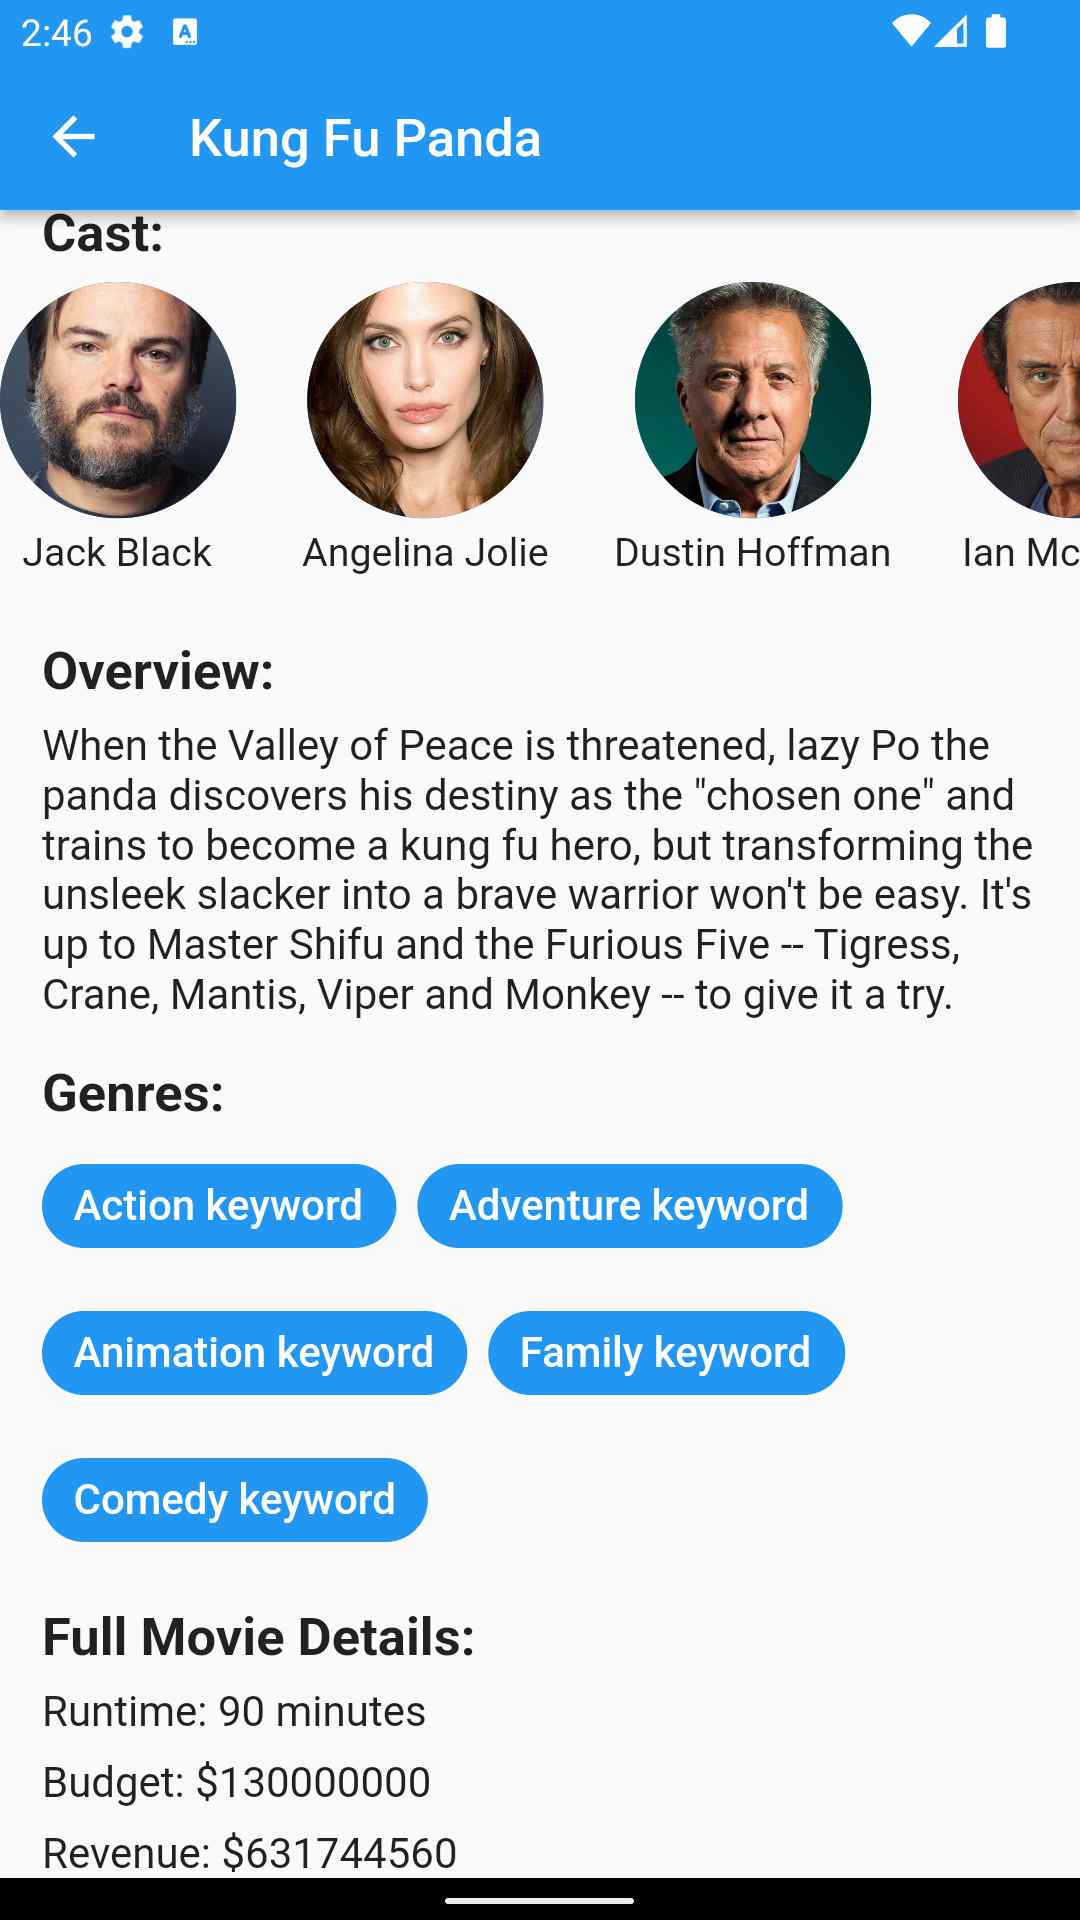 2:46
Kung Fu Panda
Cast:
Jack Black
Angelina Jolie
Dustin Hoffman
Ian Mc
Overview:
When the Valley of Peace is threatened, lazy Po the
panda discovers his destiny as the "chosen one" and
trains to become a kung fu hero, but transforming the
unsleek slacker into a brave warrior won't be easy. It's
up to Master Shifu and the Furious Five -- Tigress,
Crane, Mantis, Viper and Monkey -- to give it a try.
Genres:
Action keyword
Adventure keyword
Animation keyword
Family keyword
Comedy keyword
Full Movie Details:
Runtime: 90 minutes
Budget: $130000000
Revenue: $631744560